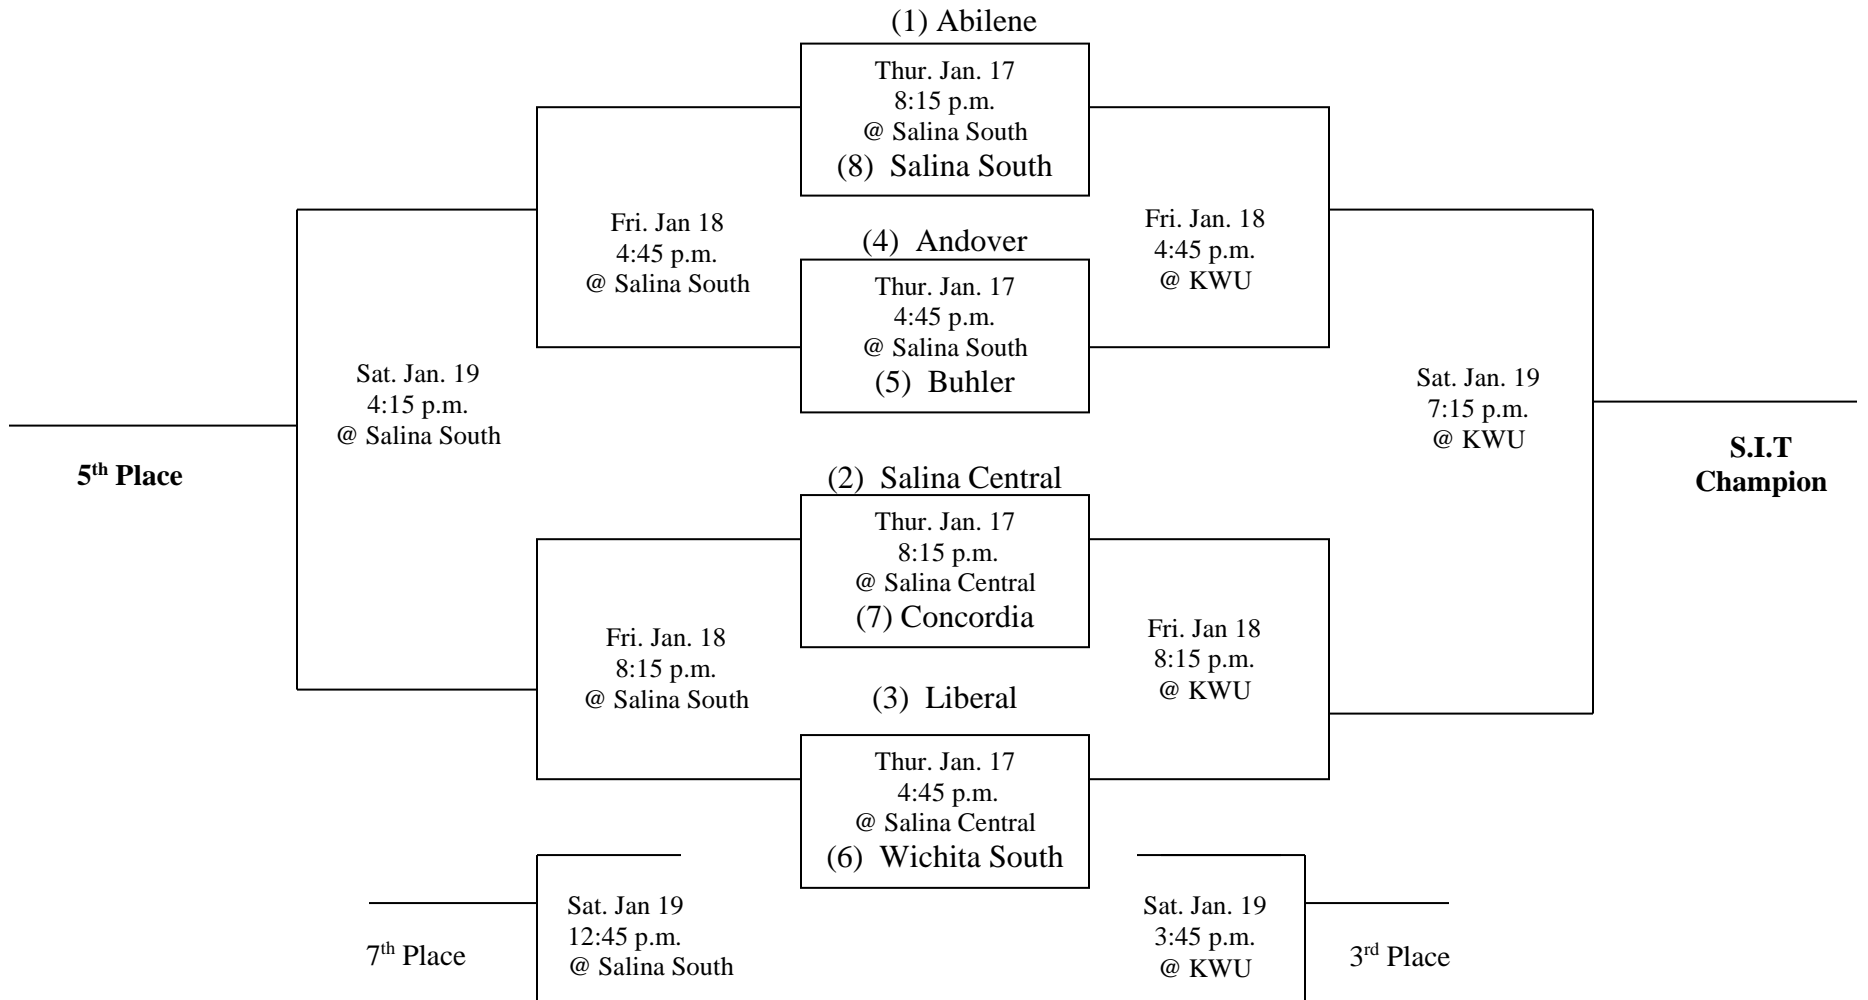 (1) Abilene
Thur. Jan. 17
8:15 p.m.
@ Salina South
(8) Salina South
Fri. Jan 18
4:45 p.m.
@ Salina South
(4) Andover
Thur. Jan. 17
4:45 p.m.
@ Salina South
(5) Buhler
Fri. Jan. 18
4:45 p.m.
@ KWU
Sat. Jan. 19
4:15 p.m.
@ Salina South
5th Place
Sat. Jan. 19
7:15 p.m.
@ KWU
S.I.T
Champion
(2) Salina Central
Thur. Jan. 17
8:15 p.m.
@ Salina Central
(7) Concordia
Fri. Jan. 18
8:15 p.m.
@ Salina South
(3) Liberal
Thur. Jan. 17
4:45 p.m.
@ Salina Central
(6) Wichita South
Fri. Jan 18
8:15 p.m.
@ KWU
Sat. Jan 19
12:45 p.m.
@ Salina South
7th Place
Sat. Jan. 19
3:45 p.m.
@ KWU
3rd Place